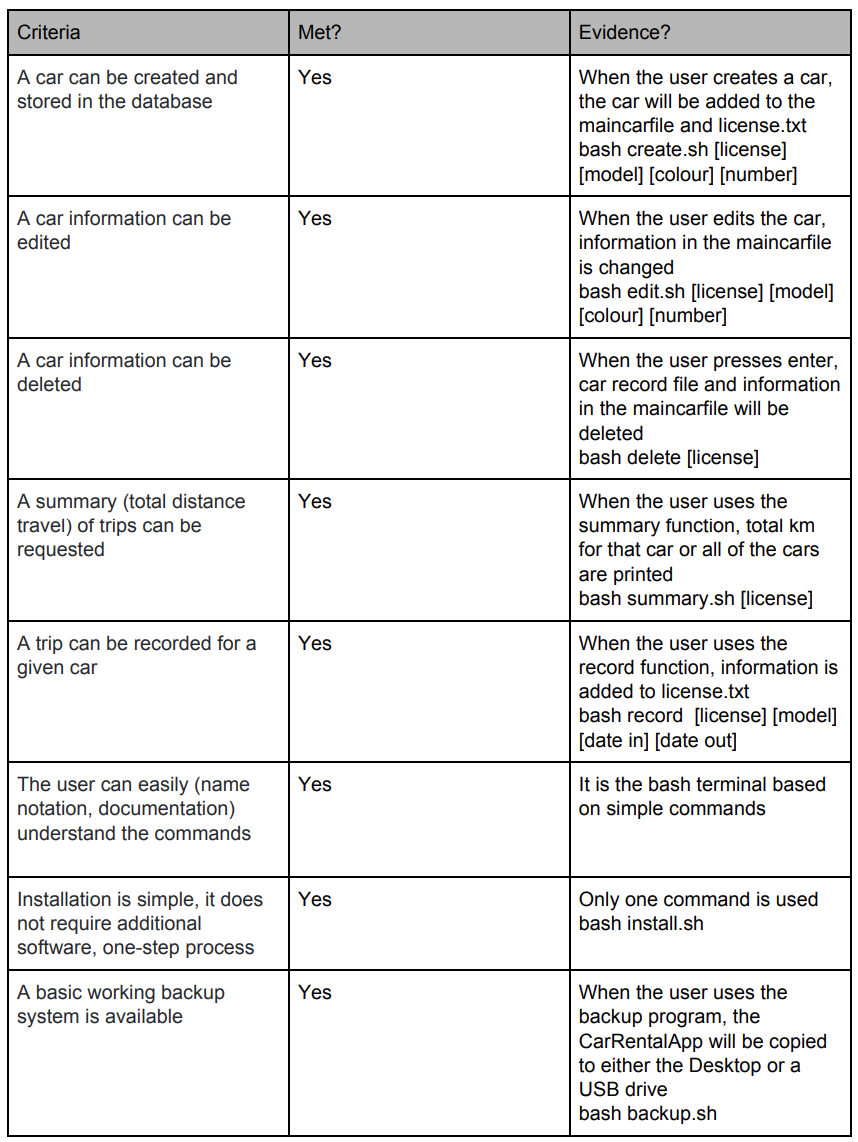 Criteria
Met?
Evidence?
A car can be created and
stored in the database
Yes
When the user creates a car,
the car will be added to the
maincarfile and license.txt
bash create.sh [license]
[model] [colour] [number]
A car information can be
edited
Yes
When the user edits the car,
information in the maincarfile
is changed
bash edit.sh [license] [model]
[colour] [number]
A car information can be
deleted
Yes
When the user presses enter,
car record file and information
in the maincarfile will be
deleted
bash delete [license]
A summary (total distance
travel) of trips can be
requested
Yes
When the user uses the
summary function, total km
for that car or all of the cars
are printed
bash summary.sh [license]
A trip can be recorded for a
given car
Yes
When the user uses the
record function, information is
added to license.txt
bash record  [license] [model]
[date in] [date out]
The user can easily (name
notation, documentation)
understand the commands
Yes
It is the bash terminal based
on simple commands
Installation is simple, it does
not require additional
software, one-step process
Yes
Only one command is used
bash install.sh
A basic working backup
system is available
Yes
When the user uses the
backup program, the
CarRentalApp will be copied
to either the Desktop or a
USB drive
bash backup.sh